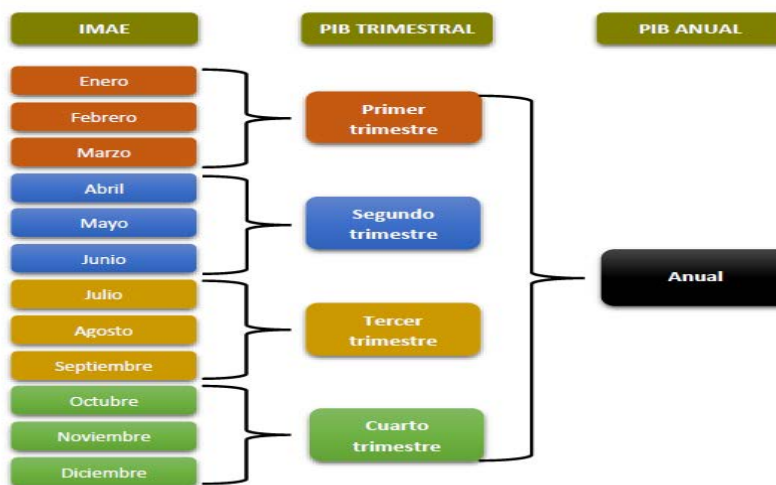 IMAE
PIB TRIMESTRAL
PIB ANUAL
Enero
Febrero
Marzo
Abril
Mayo
Junio
Julio
Agosto
Septiembre
Octubre
Noviembre
Diciembre
Primer
trimestre
Segundo
trimestre
Tercer
trimestre
Cuarto
trimestre
Anual